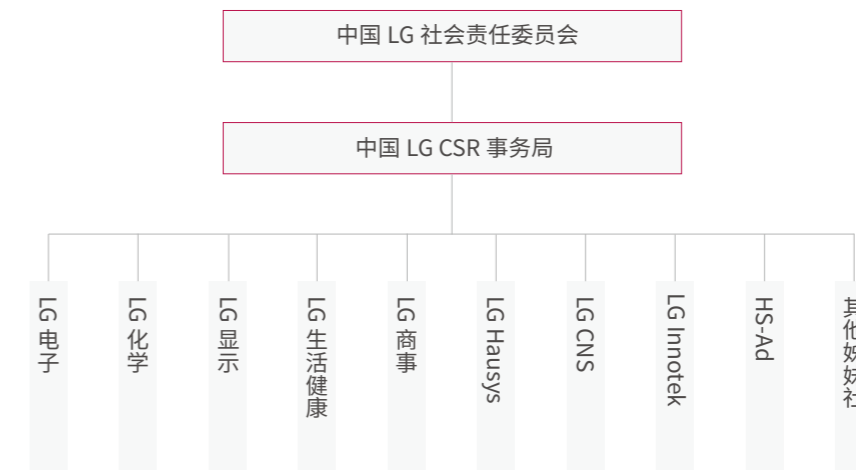 中国 LG 社会责任委员会
中国 LG CSR 事务局
LG 电子
LG 化学
LG 显示
LG 生活健康
LG 商事
LG Hausys
LG CNS
LG Innotek
HS-Ad
其他姊妹社